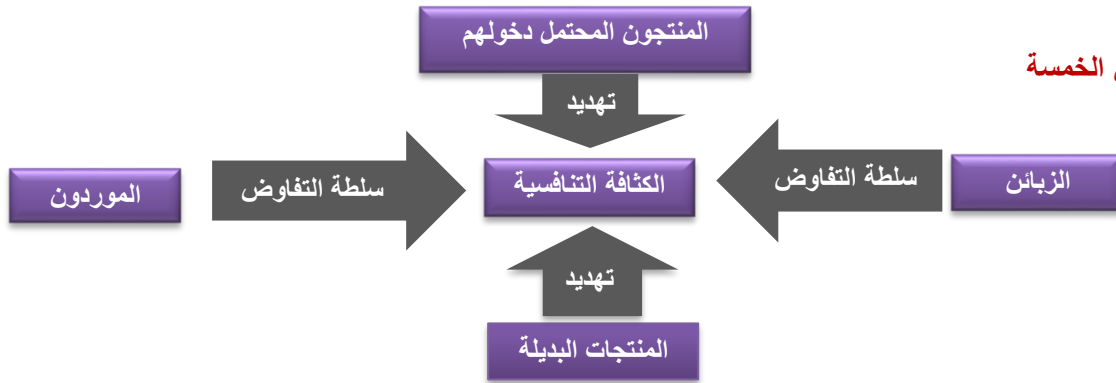 المنتجون المحتمل دخولهم
الخمسة
تهديد
الزبائن
سلطة التفاوض
الكثافة التنافسية
سلطة التفاوض
الموردون
تهديد
المنتجات البديلة